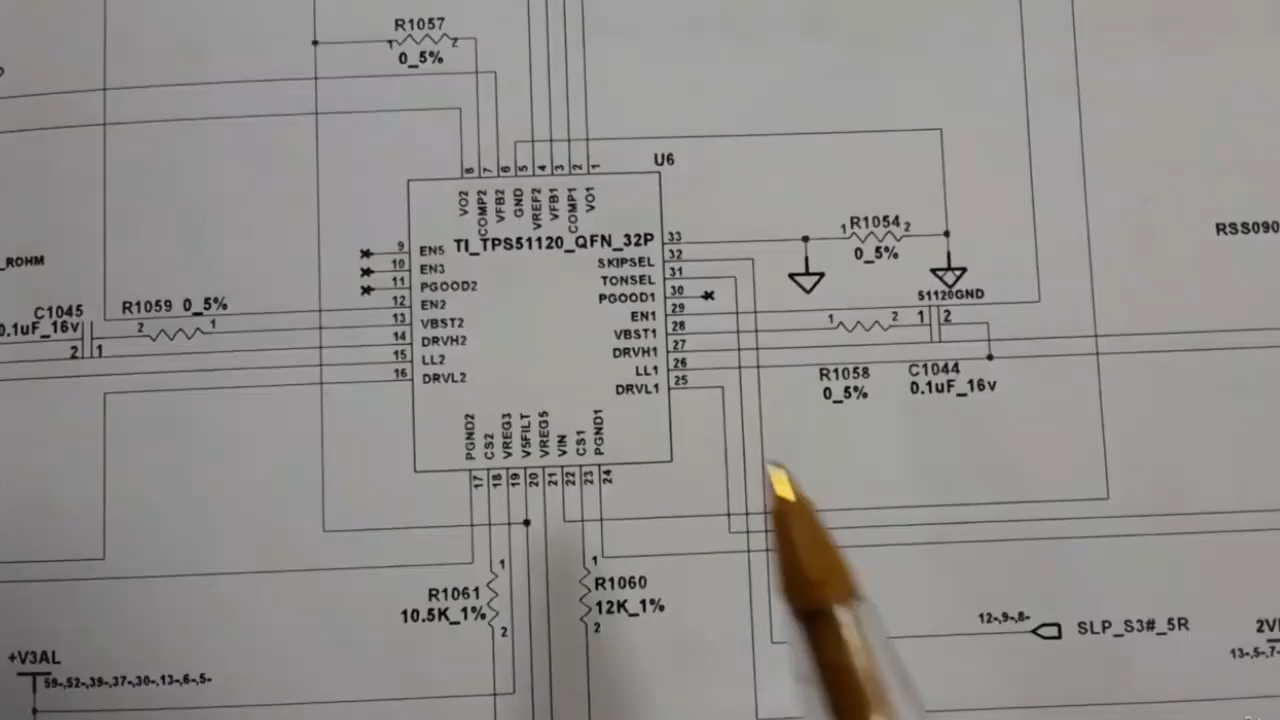 R1057
1 2
0_5%
U6
8 7 6 5 4 3 2 1
VO2
COMP2
VFB2
GND
VREF2
VFB1
COMP1
VO1
TI_TPS51120_QFN_32P
9 EN5
10 EN3
11 PGOOD2
12 EN2
13 VBST2
14 DRVH2
15 LL2
16 DRVL2
33
SKIPSEL 32
TONSEL 31
PGOOD1 30
EN1 29
VBST1 28
DRVH1 27
LL1 26
DRVL1 25
PGND2
CS2
VREG3
V5FILT
VREG5
VIN
CS1
PGND1
17 18 19 20 21 22 23 24
1 R1054 2
0_5%
51120GND
RSS090
_ROHM
C1045
0.1uF_16v
2 1
R1059 0_5%
2 1
1 2
R1058
0_5%
1 2
C1044
0.1uF_16v
1
R1061
10.5K_1%
2
1
R1060
12K_1%
2
12-,9-,8-
SLP_S3#_5R
13-,5-,7-
+V3AL
59-,52-,39-,37-,30-,13-,6-,5-